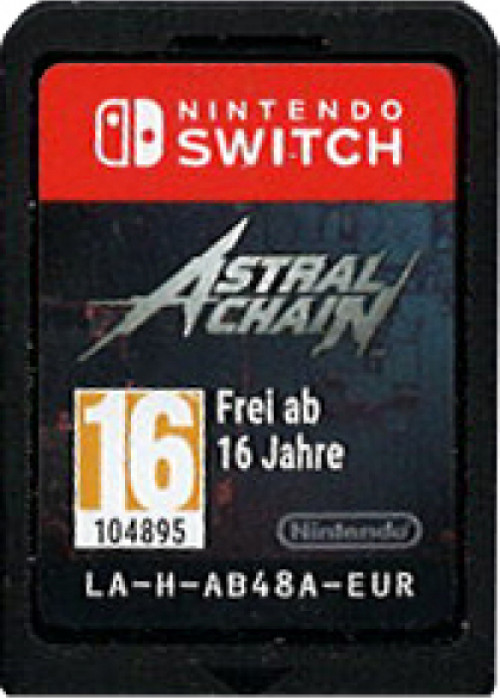 NINTENDO
SWITCH
ASTRAL
CHAIN
16
104895
Frei ab
16 Jahre
Nintendo
LA-H-AB48A-EUR